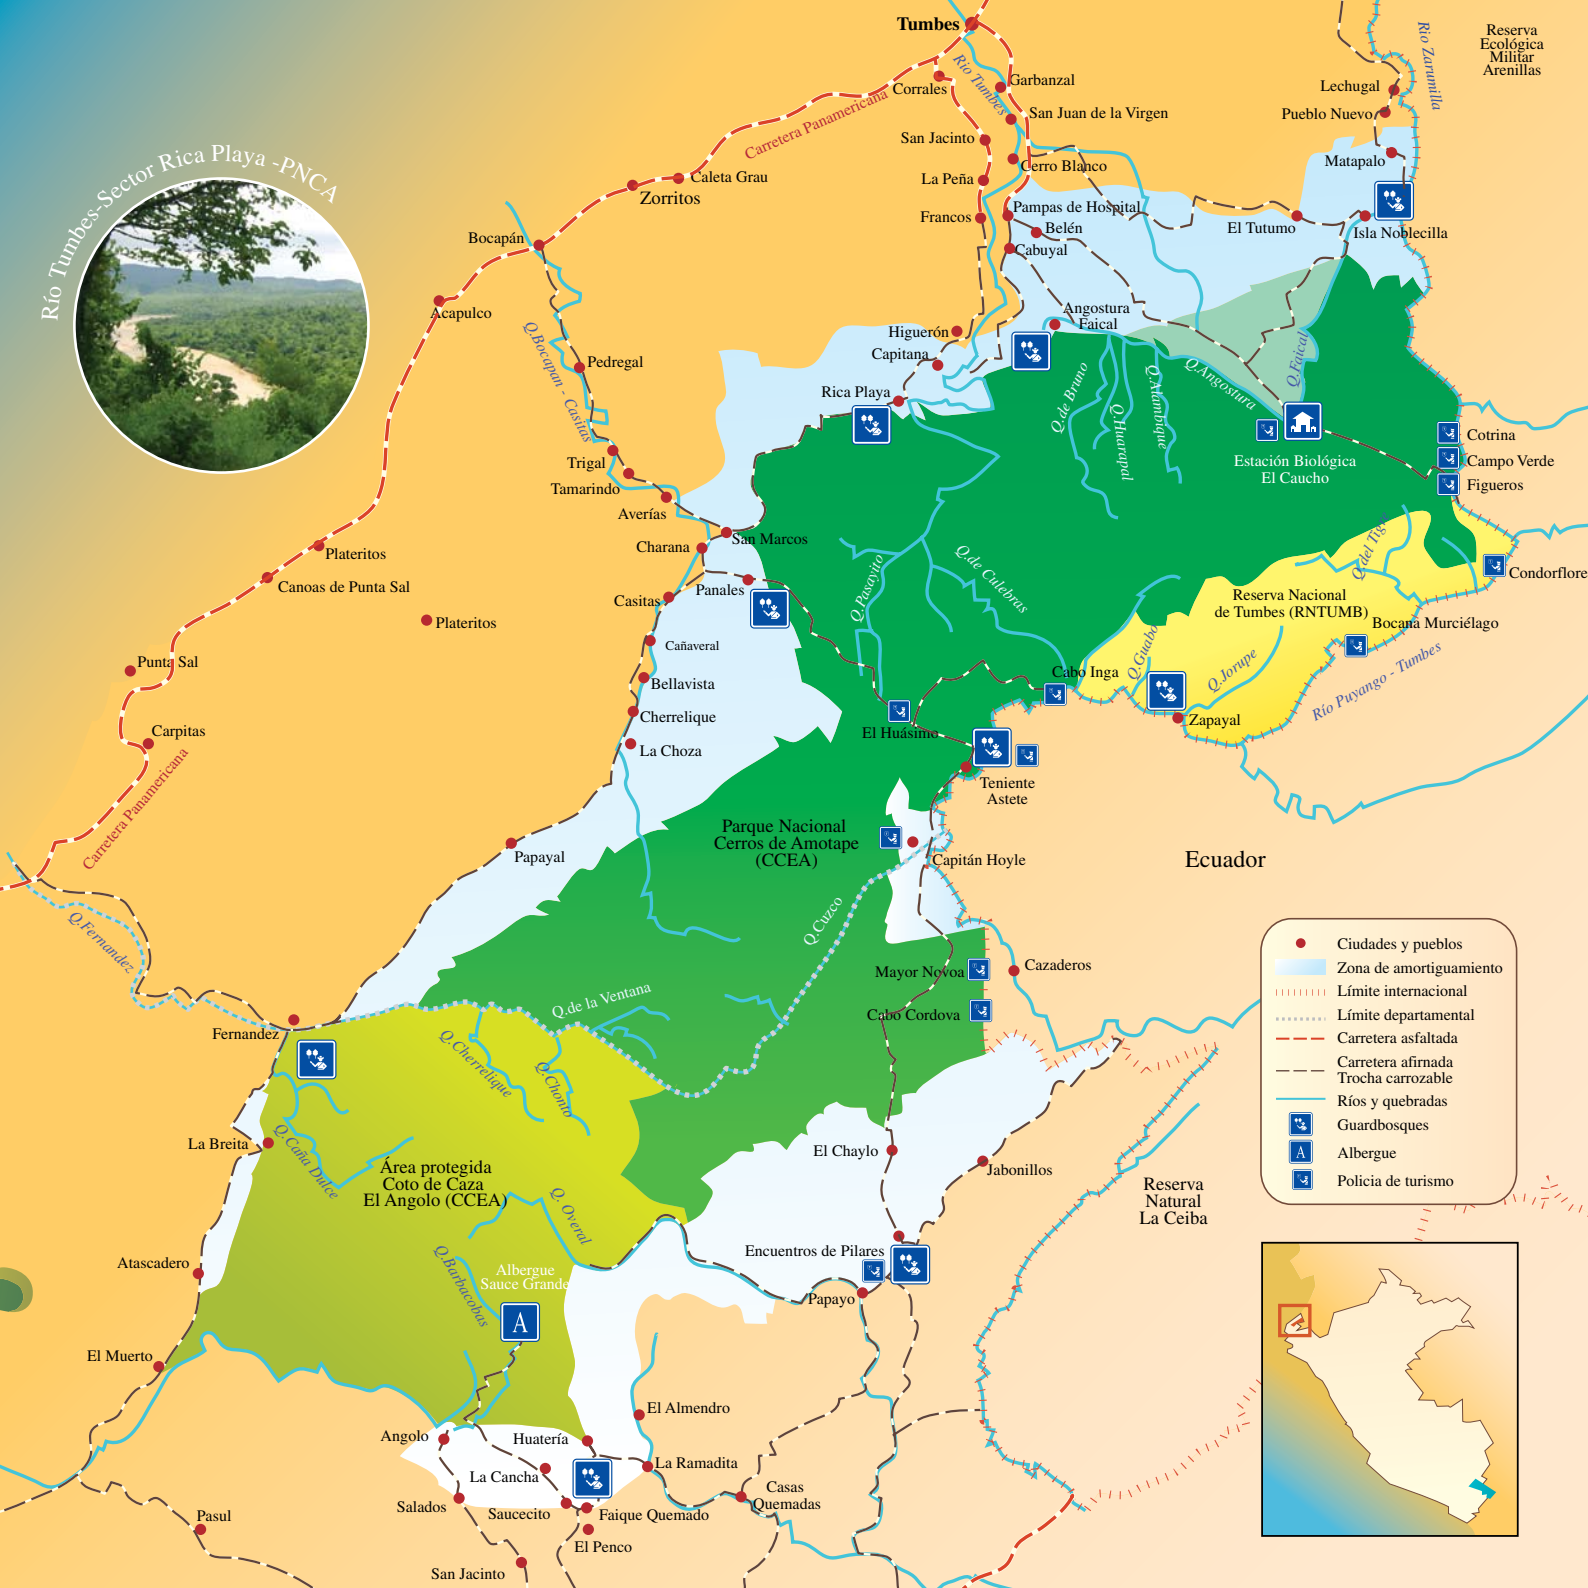 Tumbes
Río Tumbes
Corrales
Garbanzal
Carretera Panamericana
San Juan de la Virgen
San Jacinto
Cerro Blanco
La Peña
Caleta Grau
Zorritos
Francos
Pampas de Hospital
Belén
Cabuyal
Reserva
Ecológica
Militar
Arenillas
Río Zarumilla
Lechugal
Pueblo Nuevo
Matapalo
El Tutumo
Isla Noblecilla
Río Tumbes-Sector Rica Playa -PNCA
Bocapán
Acapulco
Q.Bocapan - Casitas
Pedregal
Angostura
Faical
Higuerón
Capitana
Rica Playa
Q.de Bruno
Q.Huarapal
Q.Alambique
Q.Angostura
Q.Faical
Trigal
Tamarindo
Averías
Estación Biológica
El Caucho
Cotrina
Campo Verde
Figueros
Charana
San Marcos
Panales
Casitas
Plateritos
Canoas de Punta Sal
Plateritos
Q.Pasayito
Q.de Culebras
Q.del Tigre
Condorflore
Reserva Nacional
de Tumbes (RNTUMB)
Bocana Murciélago
Cañaveral
Punta Sal
Bellavista
Cherrelique
La Choza
Carpitas
Carretera Panamericana
Cabo Inga
Q.Guabo
Q.Jorupe
Río Puyango - Tumbes
Zapayal
El Huásimo
Teniente
Astete
Papayal
Parque Nacional
Cerros de Amotape
(CCEA)
Capitán Hoyle
Ecuador
Q.Cuzco
Q.Fernandez
Mayor Novoa
Cazaderos
Cabo Cordova
Q.de la Ventana
Fernandez
Q.Cherrelique
Q.Chonto
Ciudades y pueblos
Zona de amortiguamiento
Límite internacional
Límite departamental
Carretera asfaltada
Carretera afirnada
Trocha carrozable
Ríos y quebradas
Guardbosques
A
Albergue
Policia de turismo
La Breita
Q.Caña Dulce
Área protegida
Coto de Caza
El Angolo (CCEA)
El Chaylo
Jabonillos
Reserva
Natural
La Ceiba
Q. Overal
Encuentros de Pilares
Atascadero
Q.Barbacobas
Albergue
Sauce Grande
A
Papayo
El Muerto
El Almendro
Angolo
Huatería
La Cancha
La Ramadita
Salados
Saucecito
Faique Quemado
Casas
Quemadas
Pasul
El Penco
San Jacinto